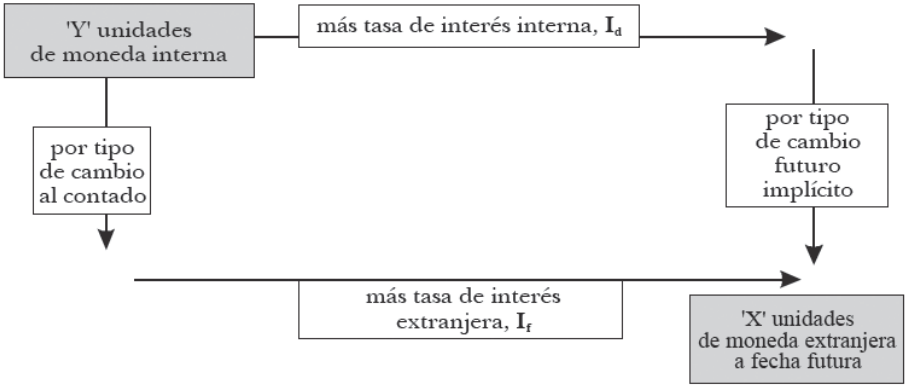 'Y' unidades
de moneda interna
más tasa de interés interna, Id
por tipo
de cambio
al contado
por tipo
de cambio
futuro
implícito
más tasa de interés
extranjera, If
'X' unidades
de moneda extranjera
a fecha futura